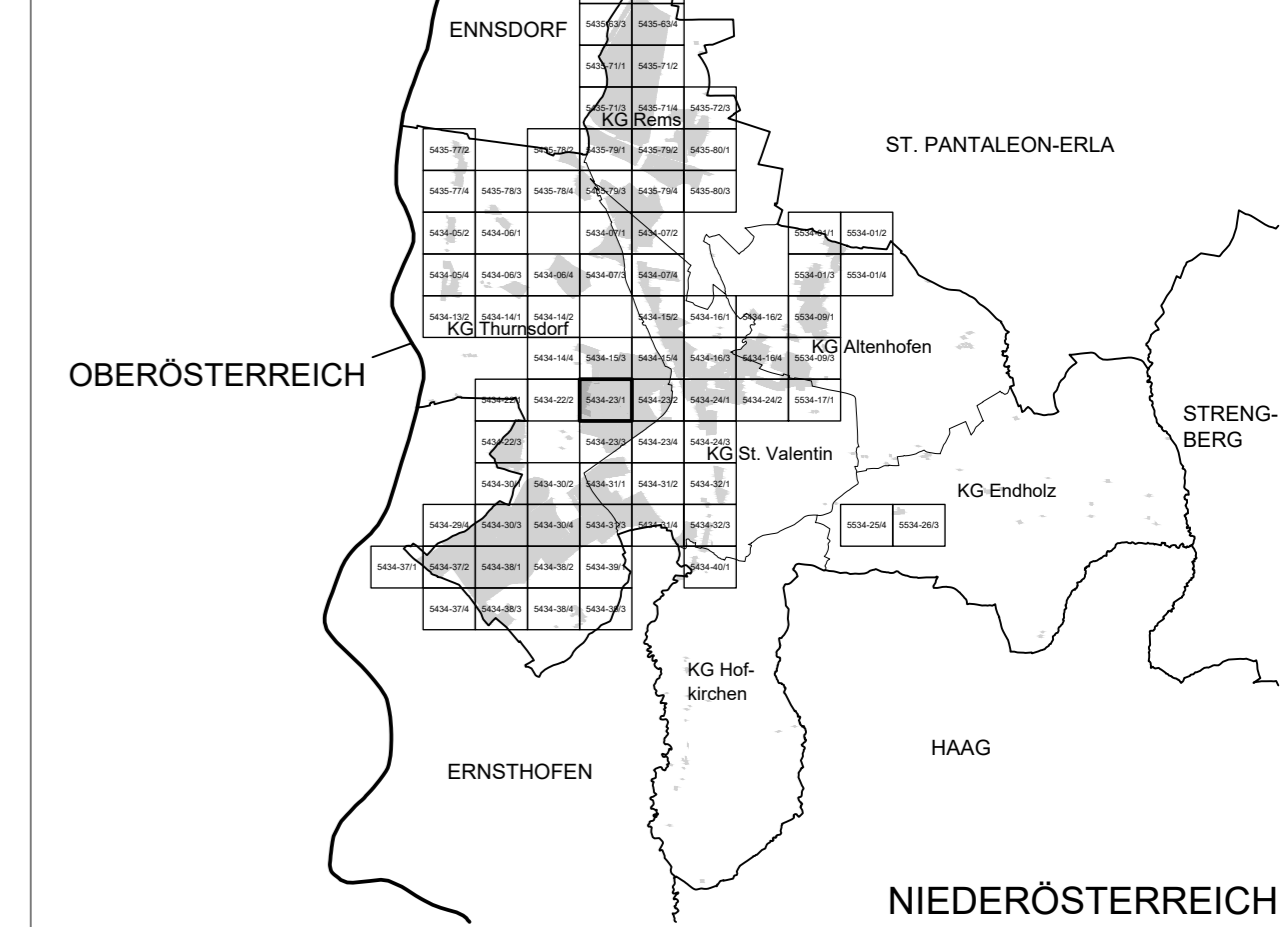 ENNSDORF
5435-63/3 5435-63/4
5435-71/1 5435-71/2
5435-71/3 5435-71/4 5435-72/3
KG Rems
ST. PANTALEON-ERLA
5435-77/2 5435-78/2 5435-79/1 5435-79/2 5435-80/1
5435-77/4 5435-78/3 5435-78/4 5435-79/3 5435-79/4 5435-80/3
5434-05/2 5434-06/1 5434-07/1 5434-07/2 5534-01/1 5534-01/2
5434-05/4 5434-06/3 5434-06/4 5434-07/3 5434-07/4 5534-01/3 5534-01/4
5434-13/2 5434-14/1 5434-14/2 5434-15/2 5434-16/1 5434-16/2 5534-09/1
KG Thurnsdorf
KG Altenhofen
5434-14/4 5434-15/3 5434-15/4 5434-16/3 5434-16/4 5534-09/3
OBERÖSTERREICH
5434-22/1 5434-22/2 5434-23/1 5434-23/2 5434-24/1 5434-24/2 5534-17/1
STRENG-
BERG
5434-22/3 5434-23/3 5434-23/4 5434-24/3
KG St. Valentin
5434-30/1 5434-30/2 5434-31/1 5434-31/2 5434-32/1
KG Endholz
5434-29/4 5434-30/3 5434-30/4 5434-31/3 5434-31/4 5434-32/3 5534-25/4 5534-26/3
5434-37/1 5434-37/2 5434-38/1 5434-38/2 5434-39/1 5434-40/1
5434-37/4 5434-38/3 5434-38/4 5434-39/3
KG Hof-
kirchen
HAAG
ERNSTHOFEN
NIEDERÖSTERREICH